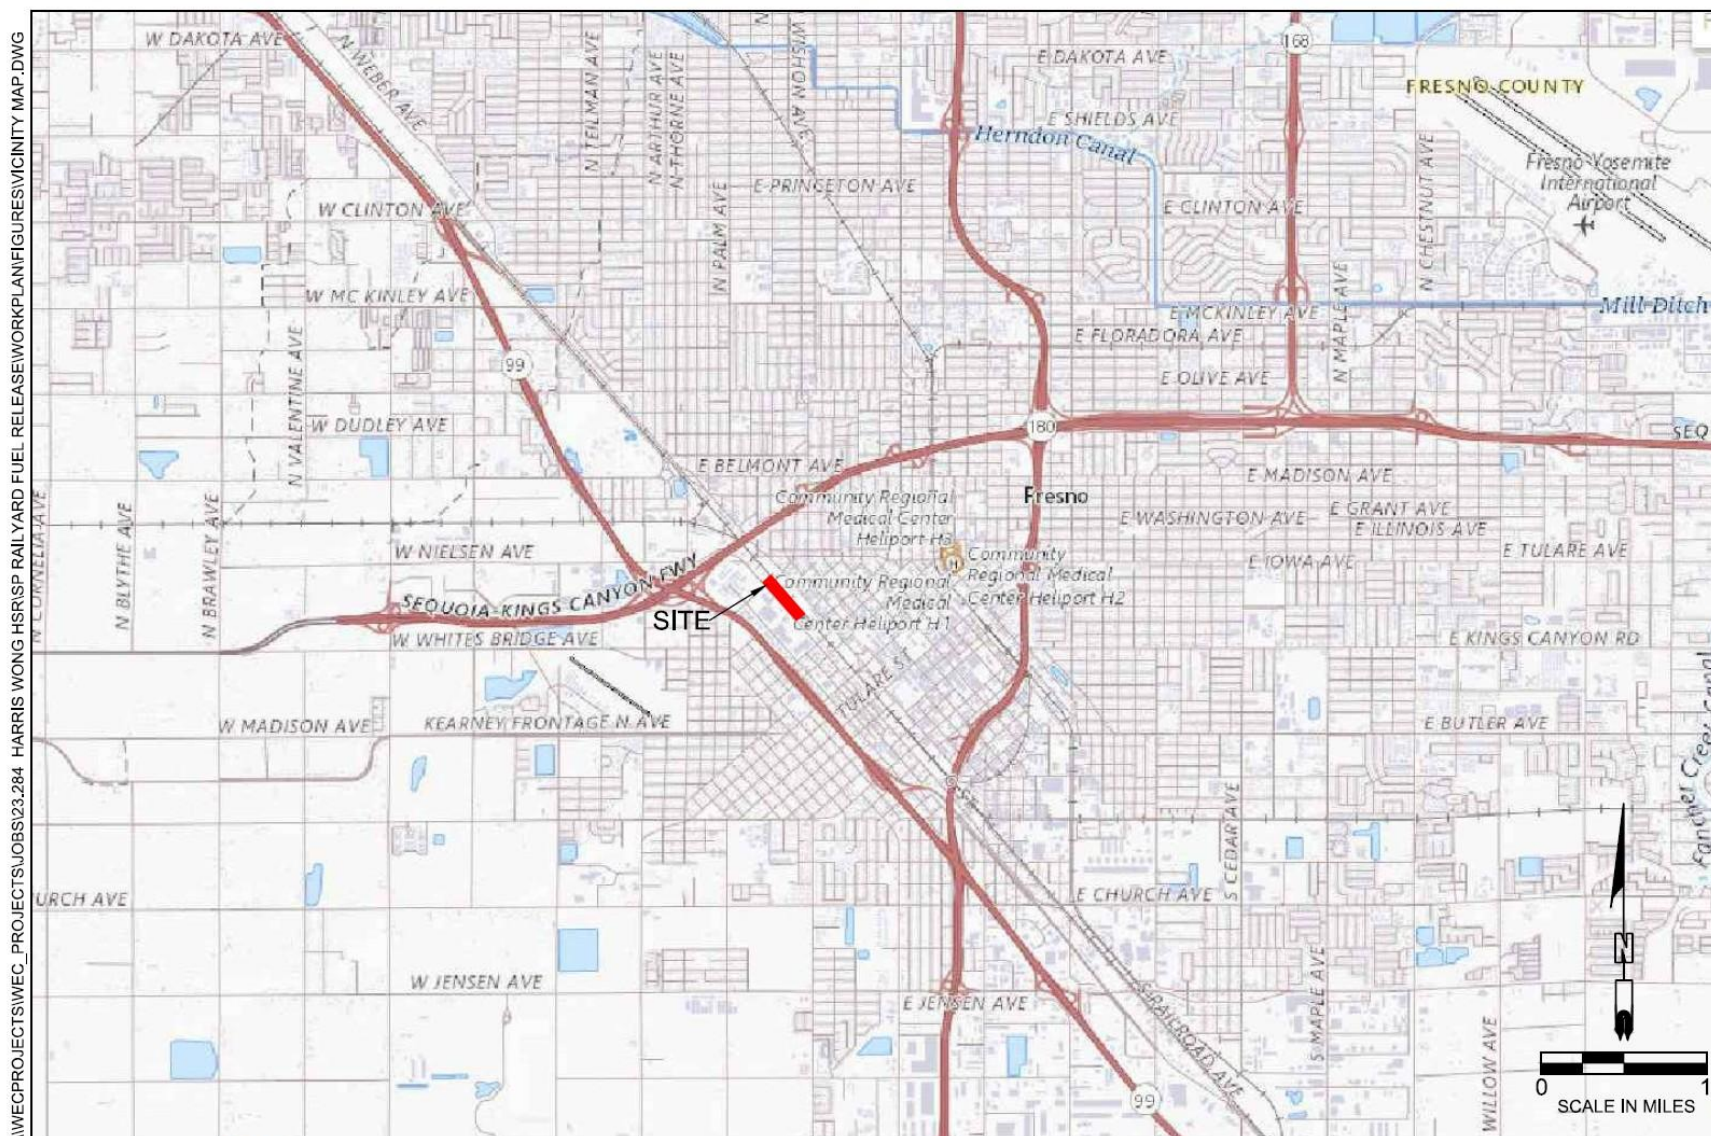 \WECPROJECTS\WEC_PROJECTS\JOBS\23.284 HARRIS WONG HSR\SP RAIL YARD FUEL RELEASE\WORKPLAN\FIGURES\VICINITY MAP.DWG
W DAKOTA AVE
N WEBER AVE
N TEILMAN AVE
N ARTHUR AVE
N THORNE AVE
N WISHON AVE
E DAKOTA AVE
168
FRESNO COUNTY
E SHIELDS AVE
Herndon Canal
Fresno Yosemite
International
Airport
N CHESTNUT AVE
E PRINCETON AVE
W CLINTON AVE
E CLINTON AVE
N PALM AVE
W MC KINLEY AVE
E MCKINLEY AVE
Mill Ditch
E FLORADORA AVE
N MAPLE AVE
N VALENTINE AVE
99
E OLIVE AVE
W DUDLEY AVE
180
SEQ
E BELMONT AVE
E MADISON AVE
Community Regional
Medical Center
Heliport H3
Fresno
E GRANT AVE
E WASHINGTON AVE
E ILLINOIS AVE
N CORNELIA AVE
N BLYTHE AVE
N BRAWLEY AVE
W NIELSEN AVE
E TULARE AVE
H
Community
Regional Medical
Center Heliport H2
E IOWA AVE
SEQUOIA-KINGS CANYON FWY
SITE
ommunity Regional
Medical
Center Heliport H1
W WHITES BRIDGE AVE
E KINGS CANYON RD
TULARE ST
W MADISON AVE
KEARNEY FRONTAGE N AVE
E BUTLER AVE
Fancher Creek Canal
S CEDAR AVE
URCH AVE
E CHURCH AVE
W JENSEN AVE
E JENSEN AVE
S RAILROAD AVE
S MAPLE AVE
WILLOW AVE
99
N
0 1
SCALE IN MILES